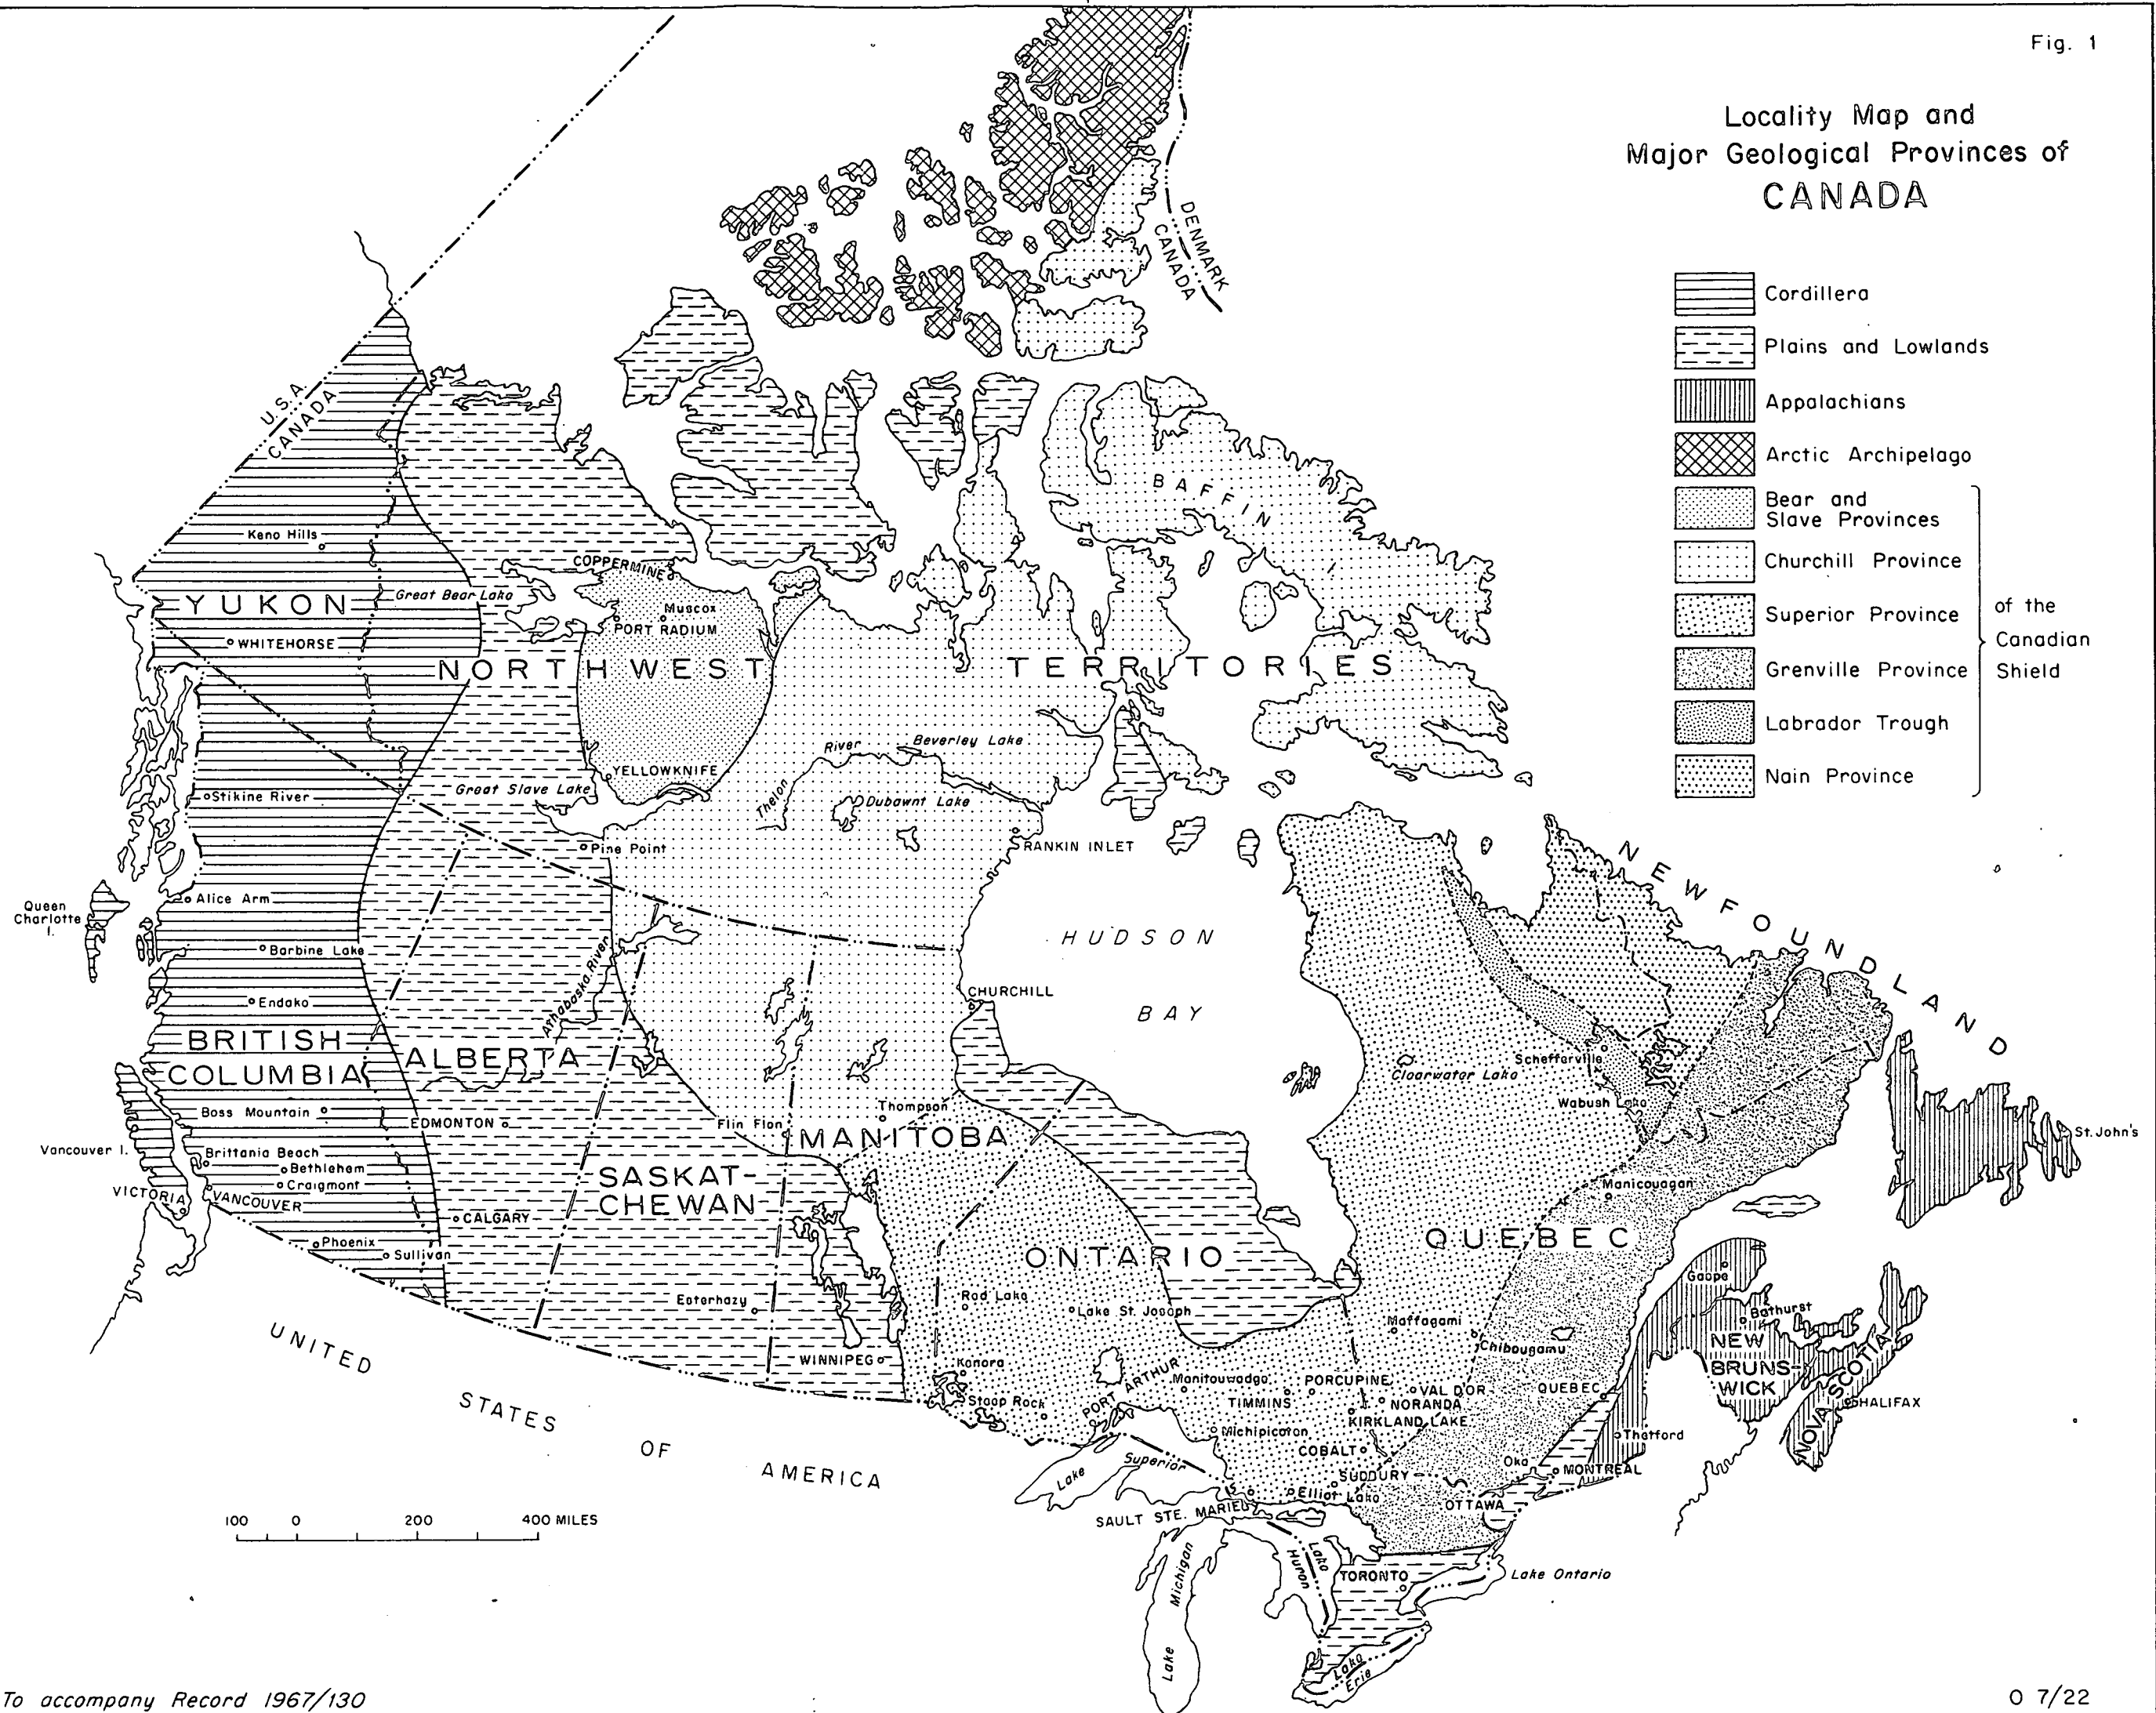 Fig. 1
Locality Map and
Major Geological Provinces of
CANADA
Cordillera
Plains and Lowlands
Appalachians
Arctic Archipelago
Bear and
Slave Provinces
Churchill Province
Superior Province
Grenville Province
Labrador Trough
Nain Province
of the
Canadian
Shield
DENMARK
CANADA
U.S.A.
CANADA
BAFFIN
Keno Hills
COPPERMINE
Great Bear Lake
YUKON
Muscox
PORT RADIUM
WHITEHORSE
NORTHWEST TERRITORIES
River
Beverley Lake
YELLOWKNIFE
Great Slave Lake
Thelon
Dubawnt Lake
Stikine River
Pine Point
RANKIN INLET
NEWFOUNDLAND
Queen
Charlotte
I.
Alice Arm
HUDSON
BAY
Barbine Lake
Athabaska River
CHURCHILL
Endako
BRITISH
COLUMBIA
ALBERTA
Schefferville
Clearwater Lake
Wabush Lake
Boss Mountain
EDMONTON
Flin Flon
Thompson
MANITOBA
St. John's
Vancouver I.
Brittania Beach
Bethlehem
Craigmont
SASKAT-
CHEWAN
Manicouagan
VICTORIA
VANCOUVER
CALGARY
QUEBEC
Phoenix
Sullivan
ONTARIO
Gaspe
Esterhazy
Red Lake
Lake St. Joseph
Bathurst
Maffagami
Chibougamu
NEW
BRUNS-
WICK
NOVA SCOTIA
HALIFAX
WINNIPEG
Kenora
Steep Rock
PORT ARTHUR
Manitouwadge
PORCUPINE
TIMMINS
VAL D'OR
NORANDA
KIRKLAND LAKE
QUEBEC
Thetford
Michipicoten
COBALT
SUDBURY
Oka
MONTREAL
Elliot Lake
OTTAWA
Lake Superior
SAULT STE. MARIE
UNITED STATES OF AMERICA
100 0 200 400 MILES
Lake Michigan
Lake
Huron
TORONTO
Lake Ontario
Lake
Erie
To accompany Record 1967/130
O 7/22